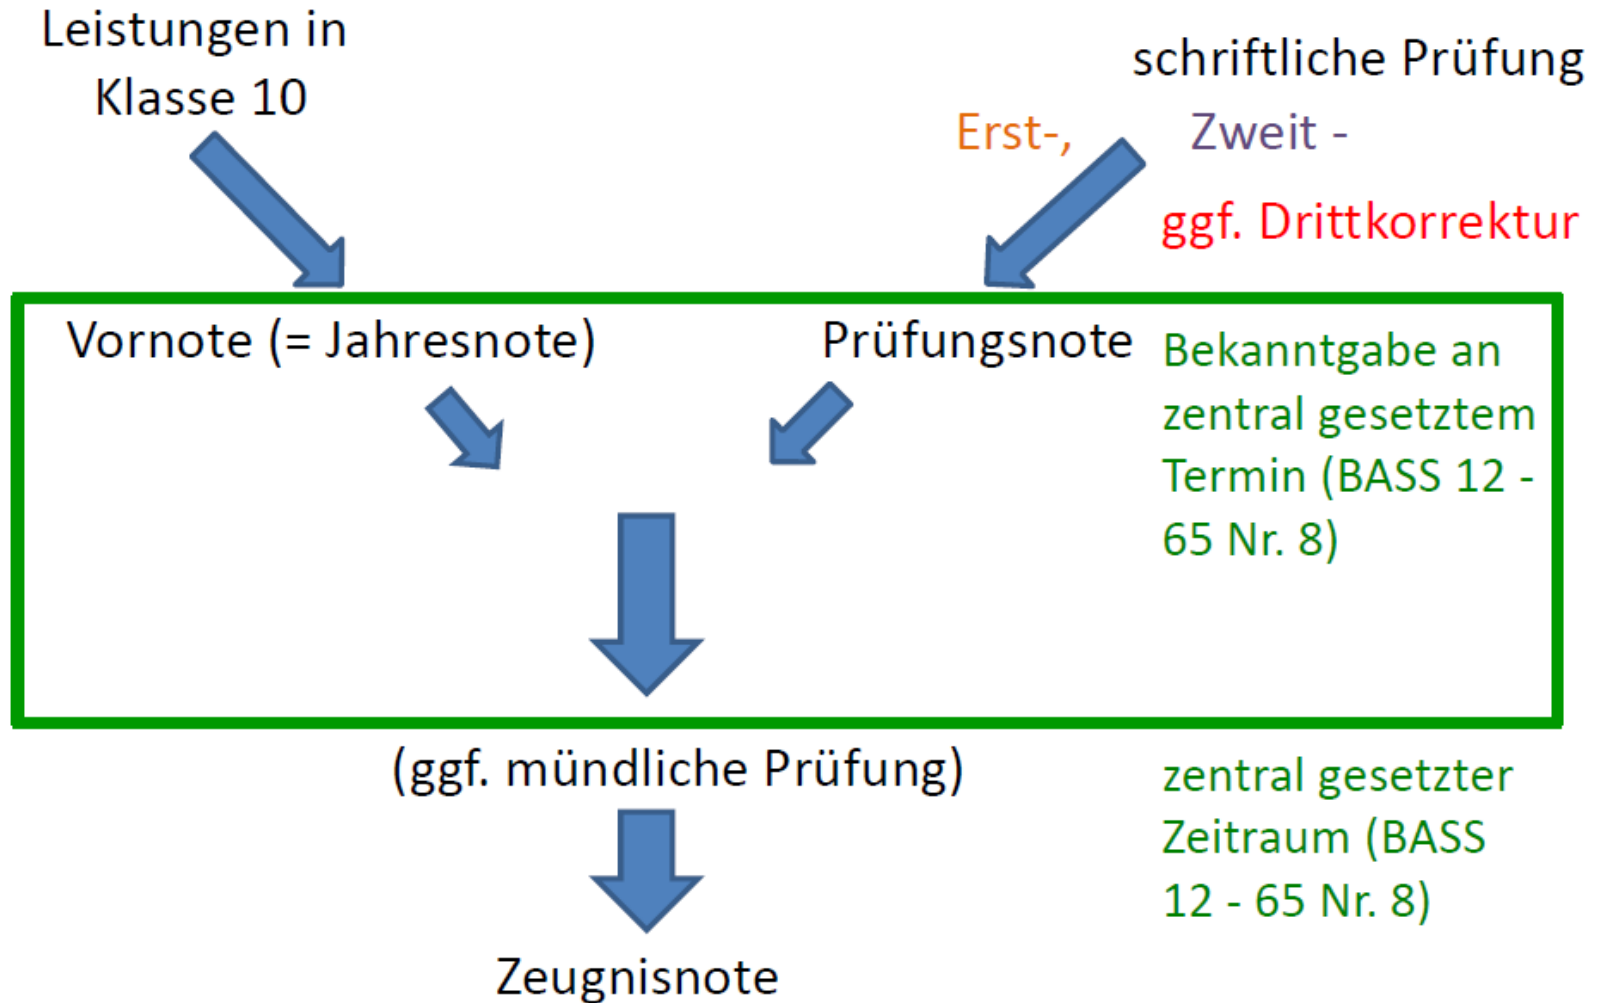 Leistungen in
Klasse 10
schriftliche Prüfung
Erst-, Zweit -
ggf. Drittkorrektur
Vornote (= Jahresnote)
Prüfungsnote
Bekanntgabe an
zentral gesetztem
Termin (BASS 12 -
65 Nr. 8)
(ggf. mündliche Prüfung)
zentral gesetzter
Zeitraum (BASS
12 - 65 Nr. 8)
Zeugnisnote